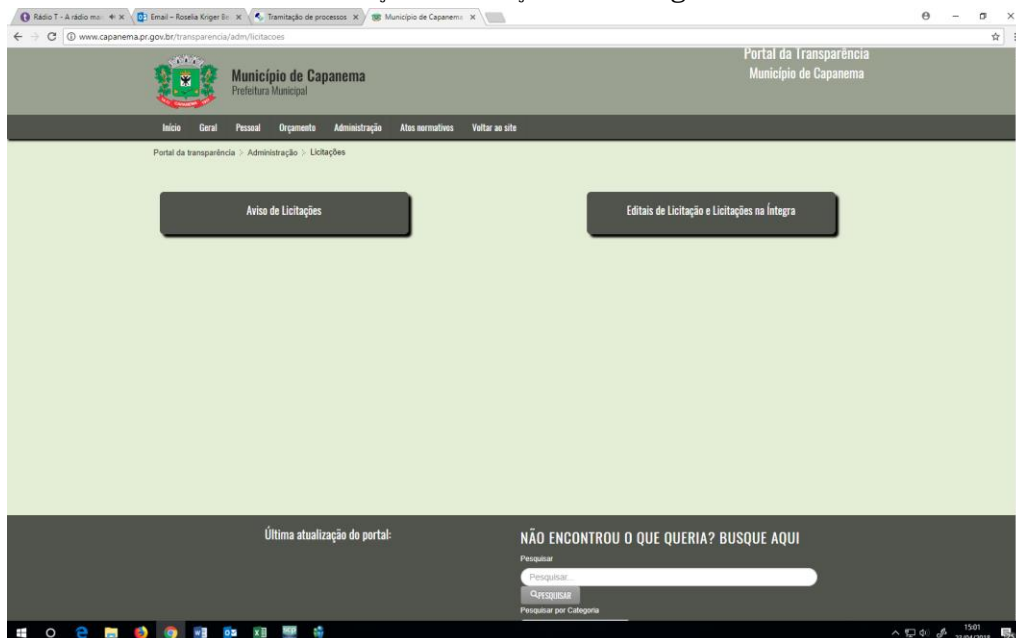 Rádio T - A rádio ma
Email – Roselia Kriger Be
Tramitação de processos
Município de Capanema
www.capanema.pr.gov.br/transparencia/adm/licitacoes
Portal da Transparência
Município de Capanema
Município de Capanema
Prefeitura Municipal
Início Geral Pessoal Orçamento Administração Atos normativos Voltar ao site
Portal da transparência > Administração > Licitações
Aviso de Licitações
Editais de Licitação e Licitações na Íntegra
Última atualização do portal:
NÃO ENCONTROU O QUE QUERIA? BUSQUE AQUI
Pesquisar
Pesquisar...
PESQUISAR
Pesquisar por Categoria
15:01